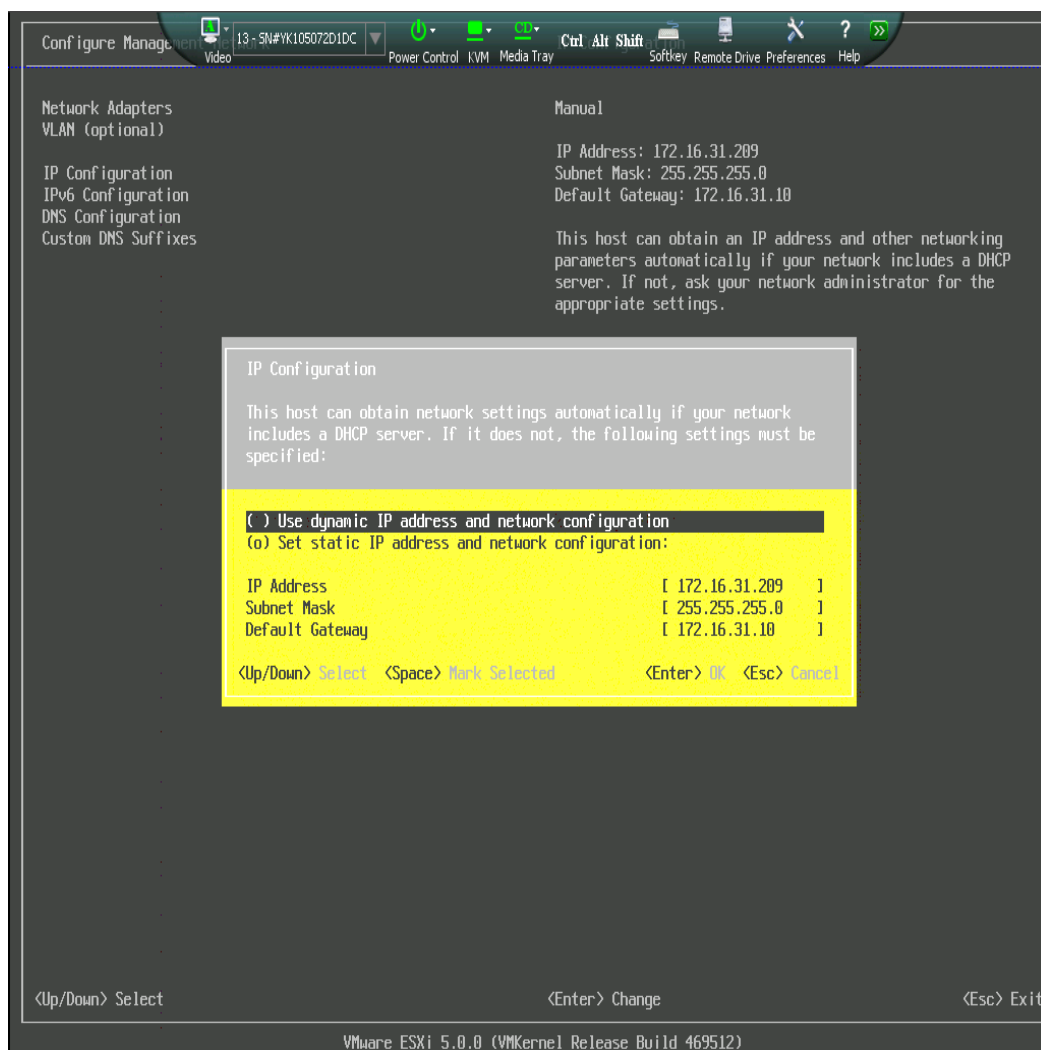 Configure Management Network
13 - SN#YK105072D1DC
Video
Power Control
KVM
CD
Media Tray
Ctrl Alt Shift
Softkey
Remote Drive
Preferences
?
Help
Network Adapters
VLAN (optional)
IP Configuration
IPv6 Configuration
DNS Configuration
Custom DNS Suffixes
Manual
IP Address: 172.16.31.209
Subnet Mask: 255.255.255.0
Default Gateway: 172.16.31.10
This host can obtain an IP address and other networking
parameters automatically if your network includes a DHCP
server. If not, ask your network administrator for the
appropriate settings.
IP Configuration
This host can obtain network settings automatically if your network
includes a DHCP server. If it does not, the following settings must be
specified:
( ) Use dynamic IP address and network configuration
(o) Set static IP address and network configuration:
IP Address [ 172.16.31.209 ]
Subnet Mask [ 255.255.255.0 ]
Default Gateway [ 172.16.31.10 ]
<Up/Down> Select <Space> Mark Selected <Enter> OK <Esc> Cancel
<Up/Down> Select <Enter> Change <Esc> Exit
VMware ESXi 5.0.0 (VMKernel Release Build 469512)